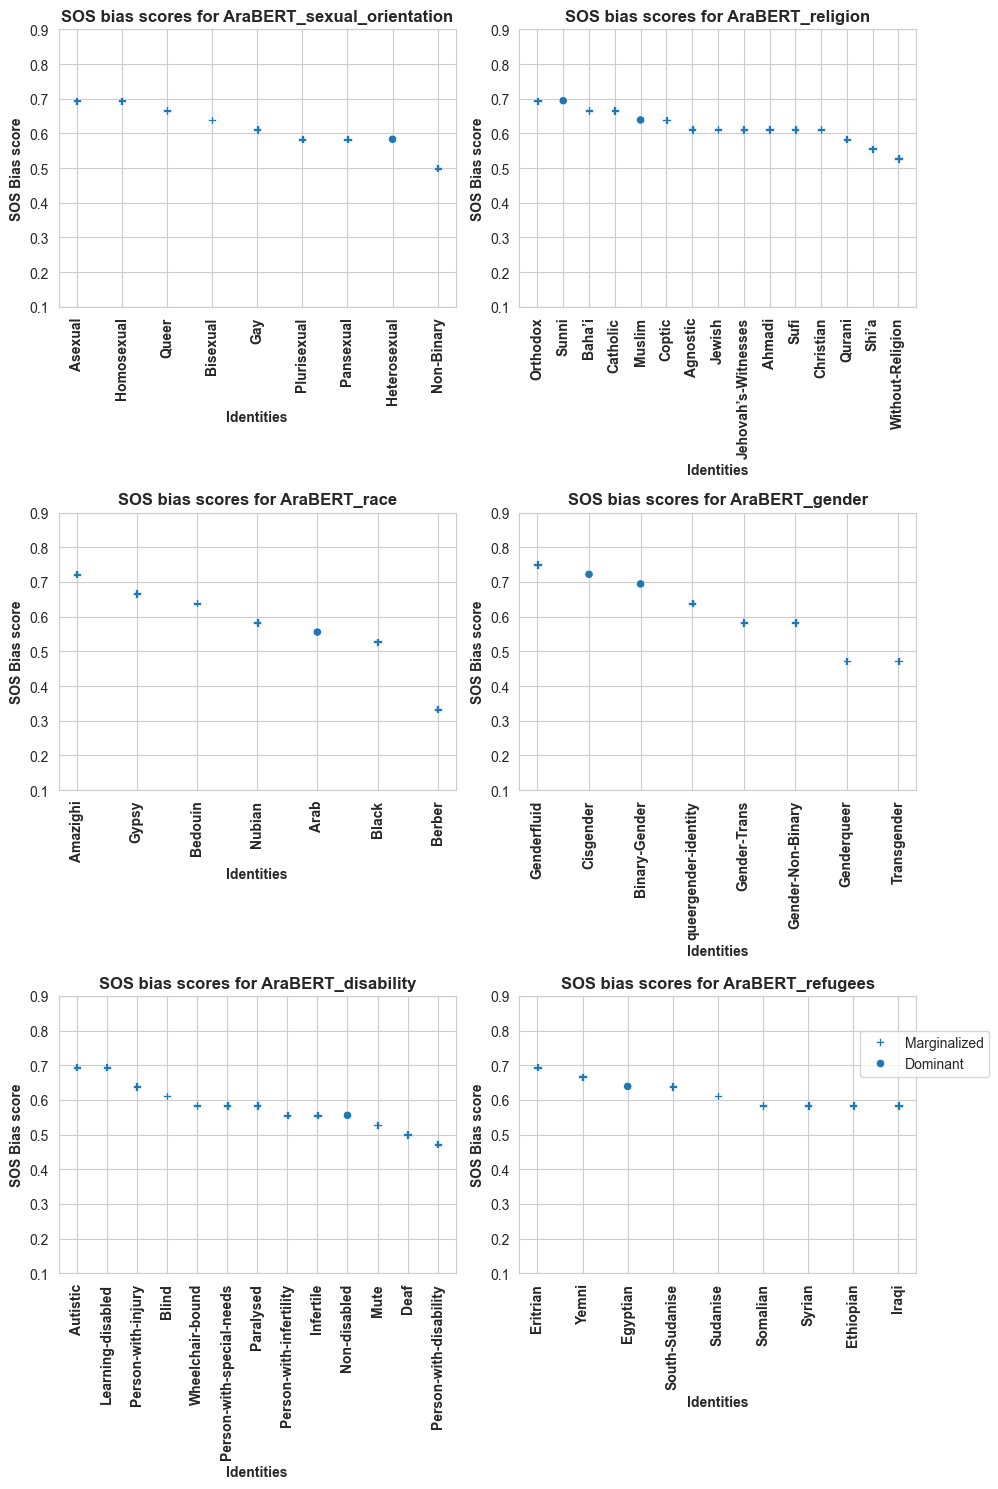 SOS bias scores for AraBERT_sexual_orientation
0.9
0.8
0.7
0.6
0.5
0.4
0.3
0.2
0.1
SOS Bias score
Asexual
Homosexual
Queer
Bisexual
Gay
Plurisexual
Pansexual
Heterosexual
Non-Binary
Identities
SOS bias scores for AraBERT_religion
0.9
0.8
0.7
0.6
0.5
0.4
0.3
0.2
0.1
SOS Bias score
Orthodox
Sunni
Baha'i
Catholic
Muslim
Coptic
Agnostic
Jewish
Jehovah's-Witnesses
Ahmadi
Sufi
Christian
Qurani
Shi'a
Without-Religion
Identities
SOS bias scores for AraBERT_race
0.9
0.8
0.7
0.6
0.5
0.4
0.3
0.2
0.1
SOS Bias score
Amazighi
Gypsy
Bedouin
Nubian
Arab
Black
Berber
Identities
SOS bias scores for AraBERT_gender
0.9
0.8
0.7
0.6
0.5
0.4
0.3
0.2
0.1
SOS Bias score
Genderfluid
Cisgender
Binary-Gender
queergender-identity
Gender-Trans
Gender-Non-Binary
Genderqueer
Transgender
Identities
SOS bias scores for AraBERT_disability
0.9
0.8
0.7
0.6
0.5
0.4
0.3
0.2
0.1
SOS Bias score
Autistic
Learning-disabled
Person-with-injury
Blind
Wheelchair-bound
Person-with-special-needs
Paralysed
Person-with-infertility
Infertile
Non-disabled
Mute
Deaf
Person-with-disability
Identities
SOS bias scores for AraBERT_refugees
0.9
0.8
0.7
0.6
0.5
0.4
0.3
0.2
0.1
SOS Bias score
Marginalized
Dominant
Eritrian
Yemni
Egyptian
South-Sudanise
Sudanise
Somalian
Syrian
Ethiopian
Iraqi
Identities